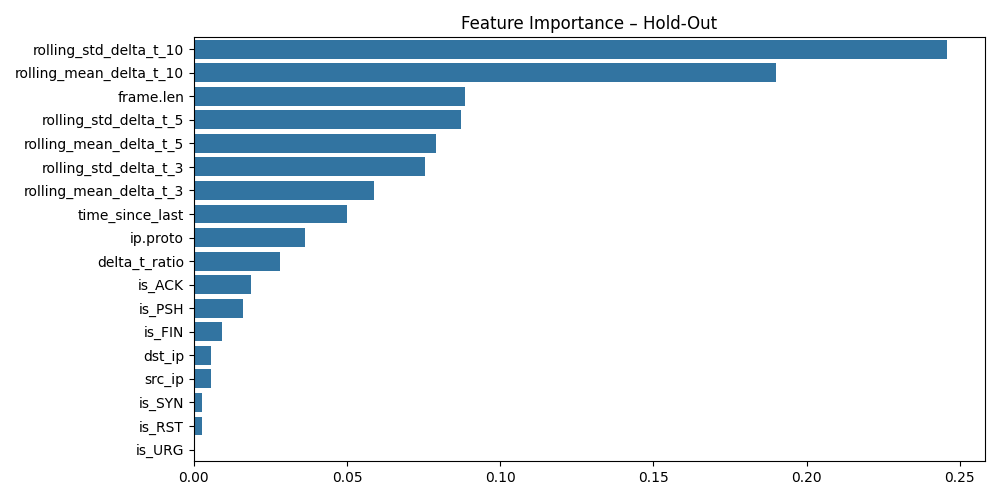 Feature Importance – Hold-Out
rolling_std_delta_t_10
rolling_mean_delta_t_10
frame.len
rolling_std_delta_t_5
rolling_mean_delta_t_5
rolling_std_delta_t_3
rolling_mean_delta_t_3
time_since_last
ip.proto
delta_t_ratio
is_ACK
is_PSH
is_FIN
dst_ip
src_ip
is_SYN
is_RST
is_URG
0.00 0.05 0.10 0.15 0.20 0.25